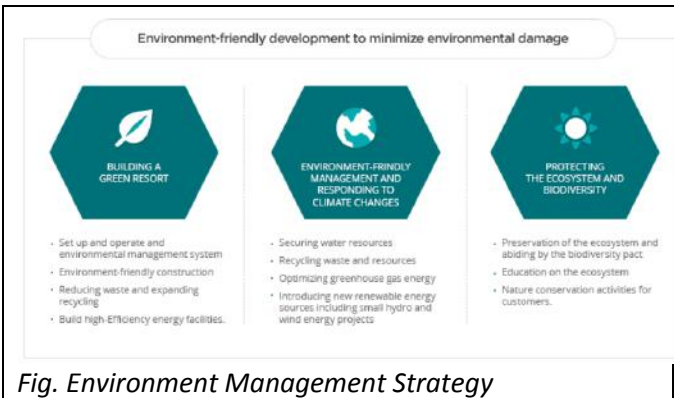 Environment-friendly development to minimize environmental damage
BUILDING A
GREEN RESORT
• Set up and operate and
environmental management system
• Environment-friendly construction
• Reducing waste and expanding
recycling
• Build high-Efficiency energy facilities.
ENVIRONMENT-FRINDLY
MANAGEMENT AND
RESPONDING TO
CLIMATE CHANGES
• Securing water resources
• Recycling waste and resources
• Optimizing greenhouse gas energy
• Introducing new renewable energy
sources including small hydro and
wind energy projects
PROTECTING
THE ECOSYSTEM AND
BIODIVERSITY
• Preservation of the ecosystem and
abiding by the biodiversity pact
• Education on the ecosystem
• Nature conservation activities for
customers.
Fig. Environment Management Strategy